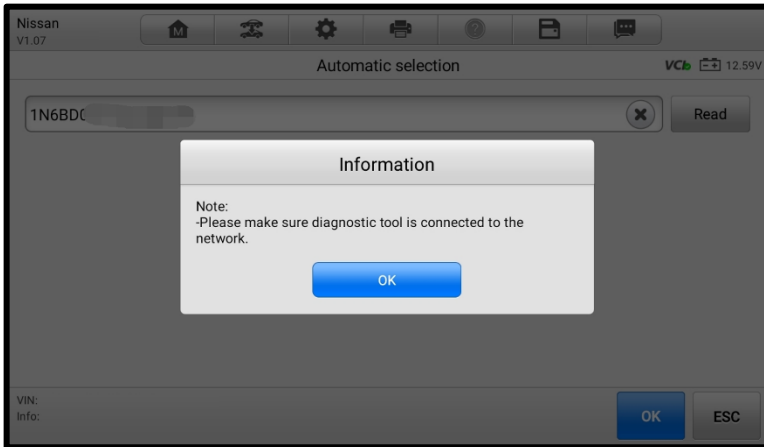 Nissan
V1.07
M
Automatic selection
VCI 12.59V
1N6BD
Read
Information
Note:
-Please make sure diagnostic tool is connected to the
network.
OK
VIN:
Info:
OK
ESC